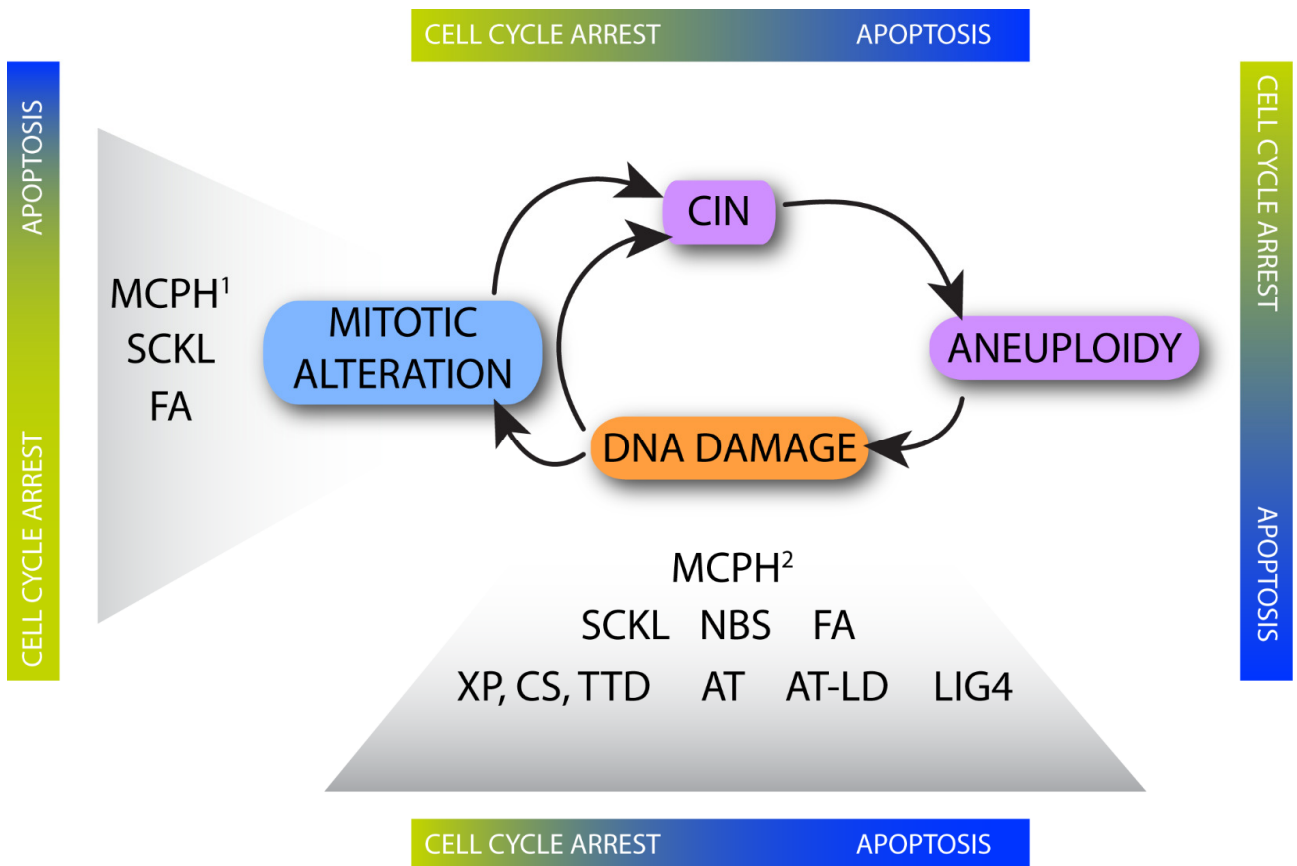 CELL CYCLE ARREST APOPTOSIS
APOPTOSIS
CELL CYCLE ARREST
CELL CYCLE ARREST
APOPTOSIS
CIN
MCPH¹
SCKL
FA
MITOTIC
ALTERATION
ANEUPLOIDY
DNA DAMAGE
MCPH²
SCKL NBS FA
XP, CS, TTD AT AT-LD LIG4
CELL CYCLE ARREST APOPTOSIS